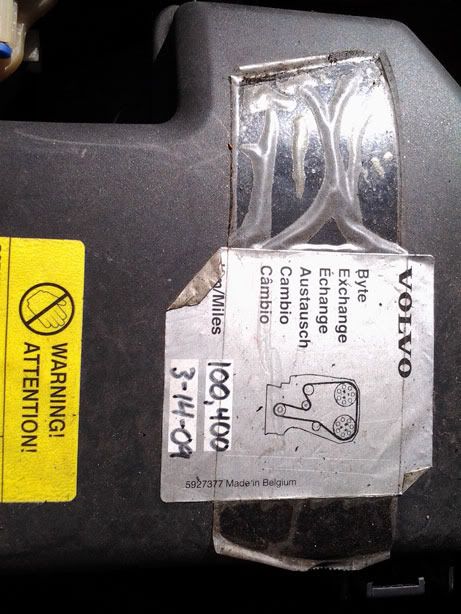 VOLVO
Byte
Exchange
Échange
Austausch
Cambio
Câmbio
/Miles
100,400
3-14-09
5927377 Made in Belgium
WARNING!
ATTENTION!